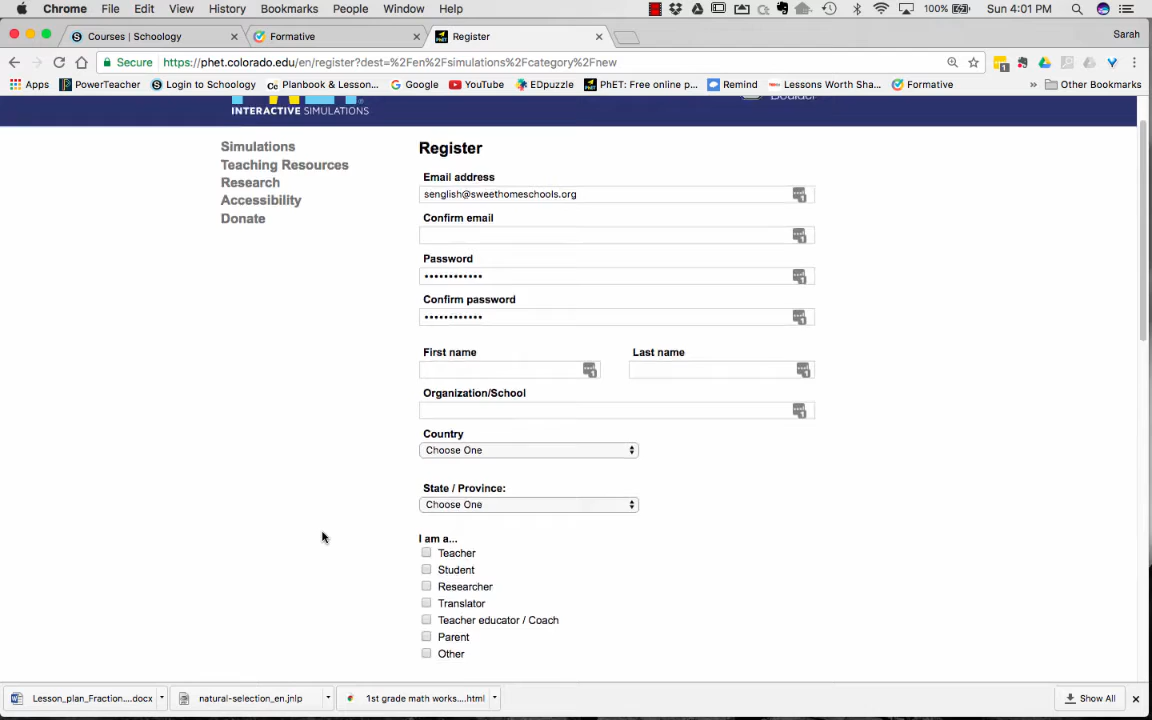 Chrome File Edit View History Bookmarks People Window Help 100% Sun 4:01 PM
Courses | Schoology Formative Register Sarah
Secure https://phet.colorado.edu/en/register?dest=%2Fen%2Fsimulations%2Fcategory%2Fnew
Apps PowerTeacher Login to Schoology Planbook & Lesson... Google YouTube EDpuzzle PhET: Free online p... Remind Lessons Worth Sha... Formative » Other Bookmarks
INTERACTIVE SIMULATIONS
Simulations
Teaching Resources
Research
Accessibility
Donate
Register
Email address
senglish@sweethomeschools.org
Confirm email
Password
••••••••••••
Confirm password
••••••••••••
First name Last name
Organization/School
Country
Choose One
State / Province:
Choose One
I am a...
Teacher
Student
Researcher
Translator
Teacher educator / Coach
Parent
Other
Lesson_plan_Fraction....docx natural-selection_en.jnlp 1st grade math works....html Show All